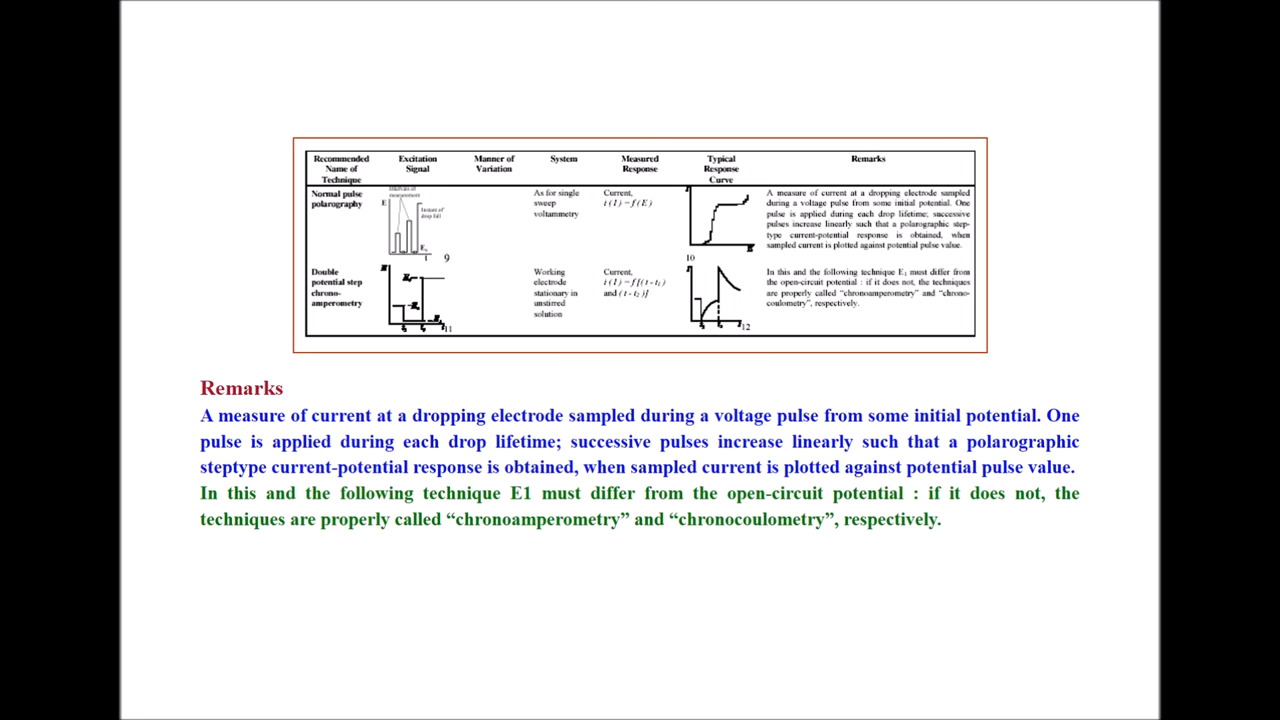 Recommended Name of Technique
Excitation Signal
Manner of Variation
System
Measured Response
Typical Response Curve
Remarks
Normal pulse polarography
E
Instant of drop fall
t
9
As for single sweep voltammetry
Current,
i (1) = f (E)
10
A measure of current at a dropping electrode sampled
during a voltage pulse from some initial potential. One
pulse is applied during each drop lifetime; successive
pulses increase linearly such that a polarographic step-
type current-potential response is obtained, when
sampled current is plotted against potential pulse value.
Double
potential step
chrono-
amperometry
11
Working
electrode
stationary in
unstirred
solution
Current,
i (1) = f [(t - t₁)
and (t - t₂)]
12
In this and the following technique E₁ must differ from
the open-circuit potential : if it does not, the techniques
are properly called “chronoamperometry” and “chrono-
coulometry”, respectively.
Remarks
A measure of current at a dropping electrode sampled during a voltage pulse from some initial potential. One
pulse is applied during each drop lifetime; successive pulses increase linearly such that a polarographic
steptype current-potential response is obtained, when sampled current is plotted against potential pulse value.
In this and the following technique E1 must differ from the open-circuit potential : if it does not, the
techniques are properly called “chronoamperometry” and “chronocoulometry”, respectively.